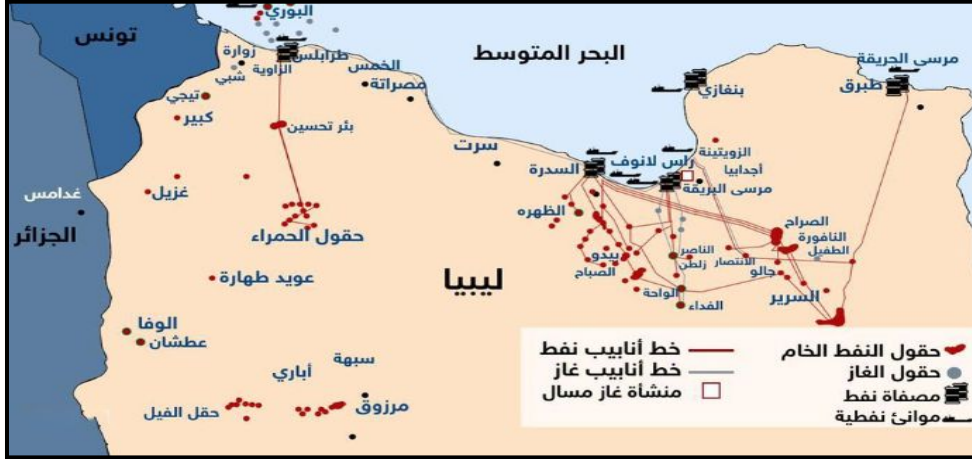 البوري
تونس
البحر المتوسط
مرسى الحريقة
زوارة
طرابلس
الزاوية
الخمس
شبي
مصراتة
بنغازي
طبرق
تيجي
كبير
بئر تحسين
سرت
السدرة
راس لانوف
الزويتينة
أجدابيا
مرسى البريقة
غدامس
غزيل
الظهره
الصراح
النافورة
الجزائر
حقول الحمراء
بيدو
الناصر
زلطن
الانتصار
الطفيل
جالو
الصباح
عويد طهارة
ليبيا
الواحة
الفداء
السرير
الوفا
عطشان
سبهة
أباري
حقل الفيل
مرزوق
حقول النفط الخام
خط أنابيب نفط
حقول الغاز
خط أنابيب غاز
مصفاة نفط
منشأة غاز مسال
موانئ نفطية